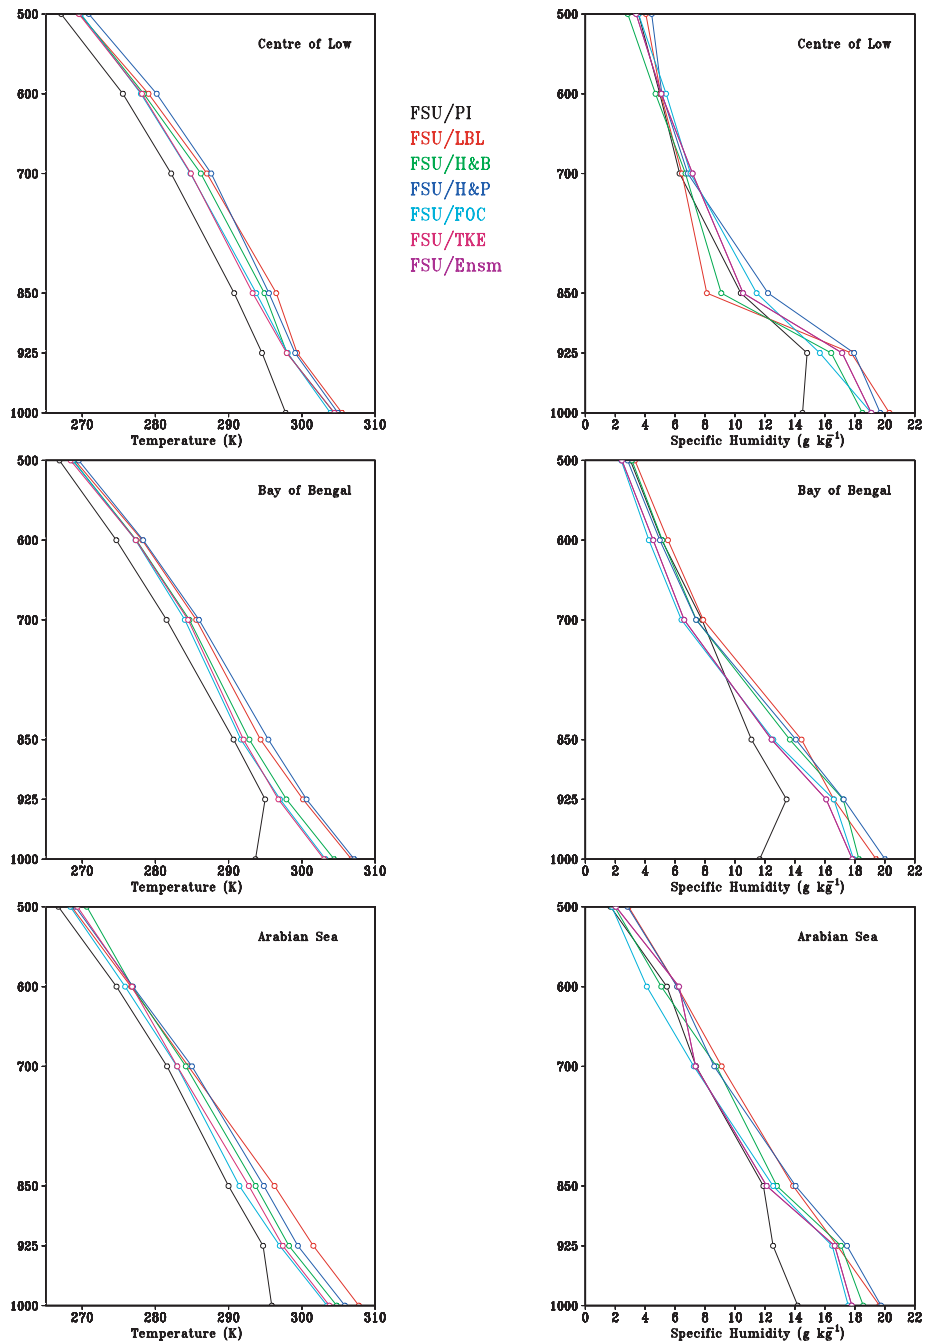 500
600
700
850
925
1000
Centre of Low
270 280 290 300 310
Temperature (K)
FSU/PI
FSU/LBL
FSU/H&B
FSU/H&P
FSU/FOC
FSU/TKE
FSU/Ensm
500
600
700
850
925
1000
Centre of Low
0 2 4 6 8 10 12 14 16 18 20 22
Specific Humidity (g kg⁻¹)
500
600
700
850
925
1000
Bay of Bengal
270 280 290 300 310
Temperature (K)
500
600
700
850
925
1000
Bay of Bengal
0 2 4 6 8 10 12 14 16 18 20 22
Specific Humidity (g kg⁻¹)
500
600
700
850
925
1000
Arabian Sea
270 280 290 300 310
Temperature (K)
500
600
700
850
925
1000
Arabian Sea
0 2 4 6 8 10 12 14 16 18 20 22
Specific Humidity (g kg⁻¹)